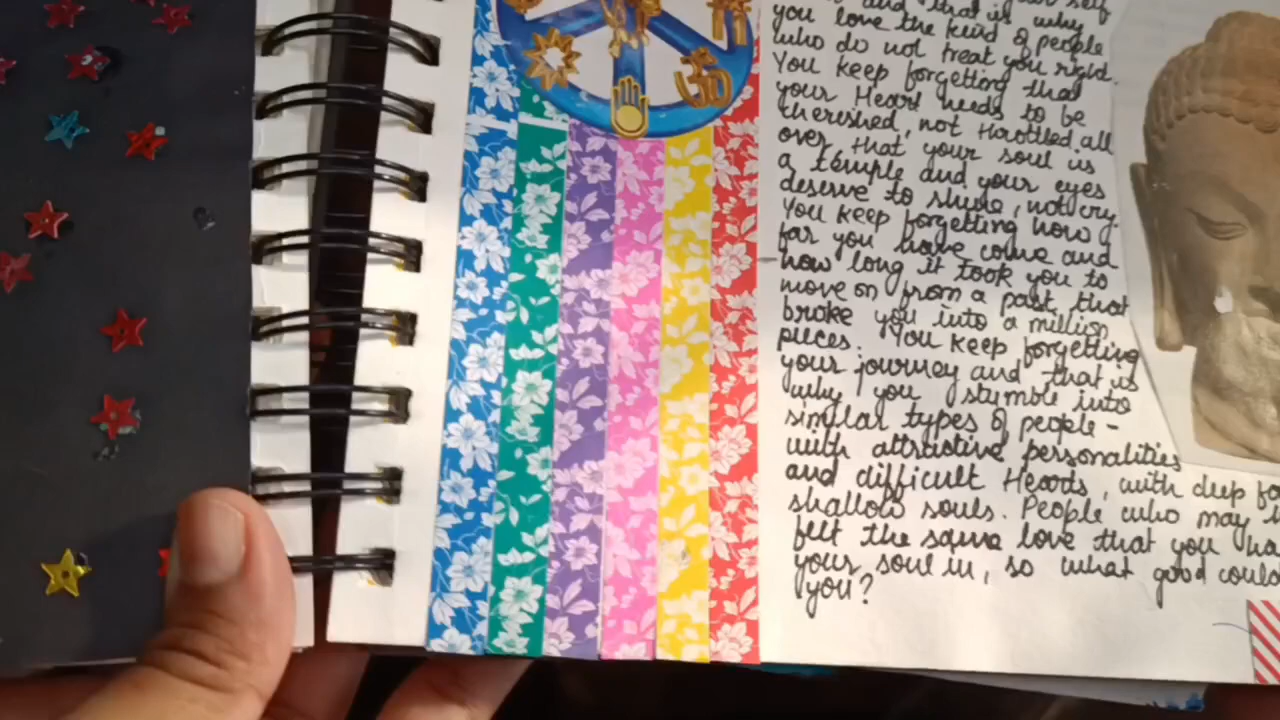 self
and that is why
you love the kind of people
who do not treat you right.
You keep forgetting that
your Heart needs to be
cherished, not throttled all
over, that your soul is
a temple and your eyes
deserve to shine, not cry.
You keep forgetting how
far you have come and
how long it took you to
move on from a past, that
broke you into a million
pieces. You keep forgetting
your journey and that is
why you stumble into
similar types of people -
with attractive personalities
and difficult Hearts, with deep
shallow souls. People who may
felt the same love that you
your soul in, so what good could
you?
ॐ